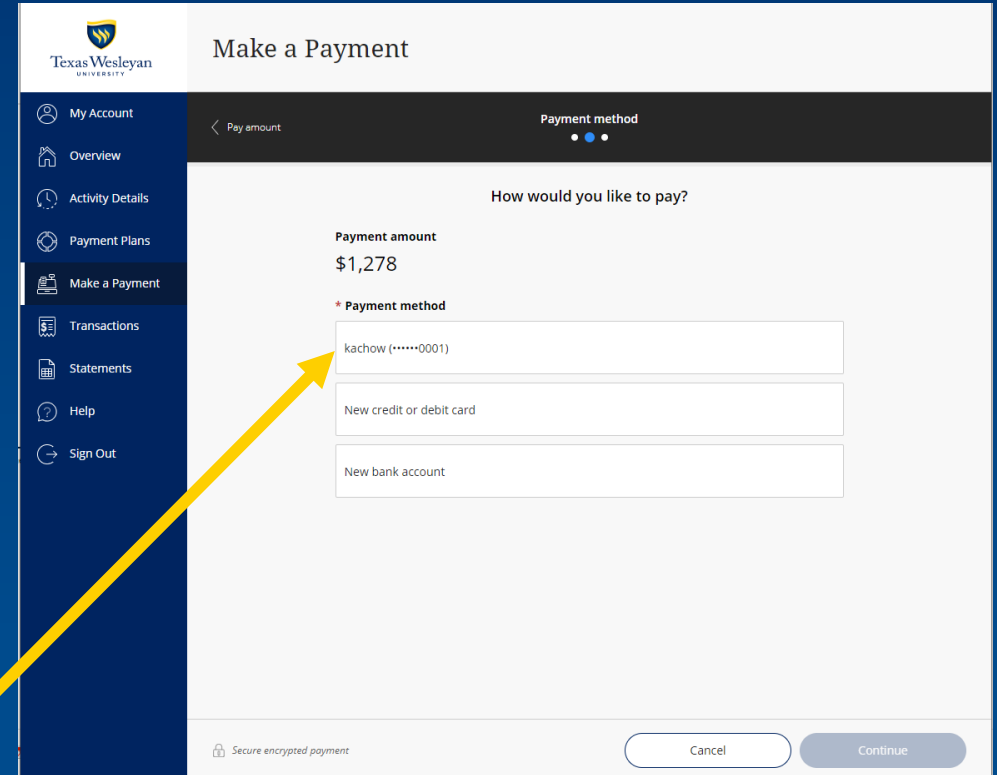 Texas Wesleyan
UNIVERSITY
Make a Payment
My Account
Overview
Activity Details
Payment Plans
Make a Payment
Transactions
Statements
Help
Sign Out
Pay amount
Payment method
How would you like to pay?
Payment amount
$1,278
* Payment method
kachow (••••••0001)
New credit or debit card
New bank account
Secure encrypted payment
Cancel
Continue